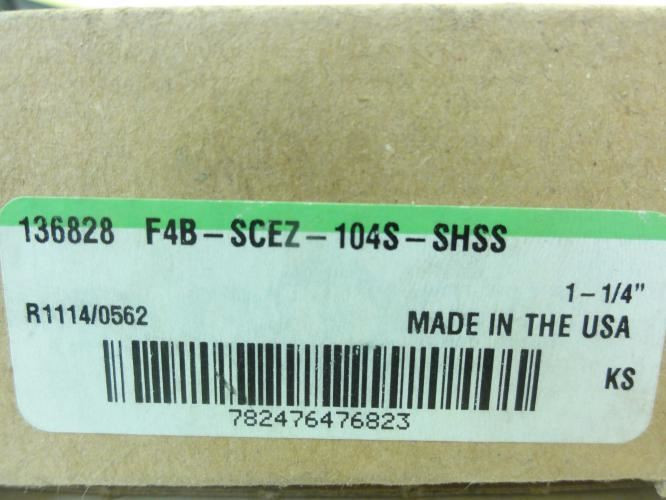 136828 F4B-SCEZ-104S-SHSS
1-1/4"
R1114/0562
MADE IN THE USA
KS
782476476823